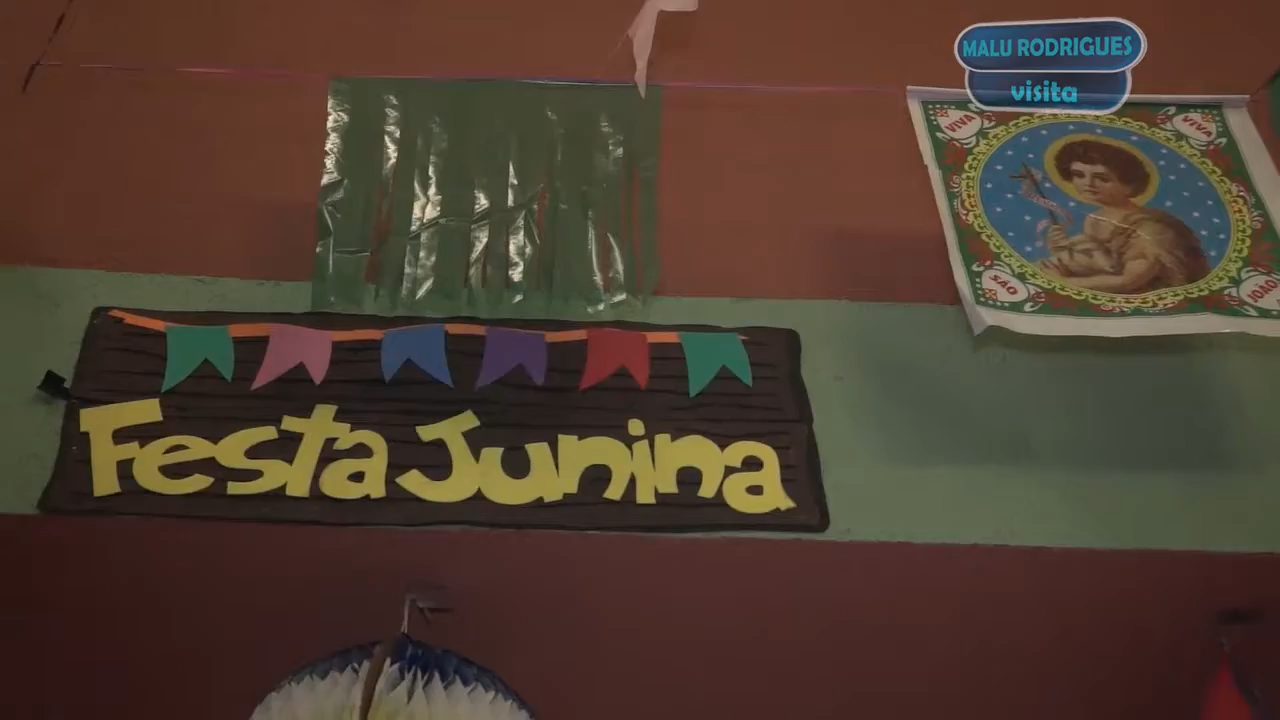 MALU RODRIGUES
visita
VIVA
VIVA
SÃO
JOÃO
Festa Junina